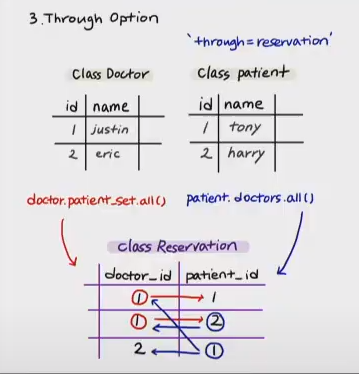 3. Through Option
'through=reservation'
Class Doctor
Class patient
id name
1 justin
2 eric
id name
1 tony
2 harry
doctor.patient_set.all()
patient.doctors.all()
class Reservation
doctor_id patient_id
1 1
1 2
2 1